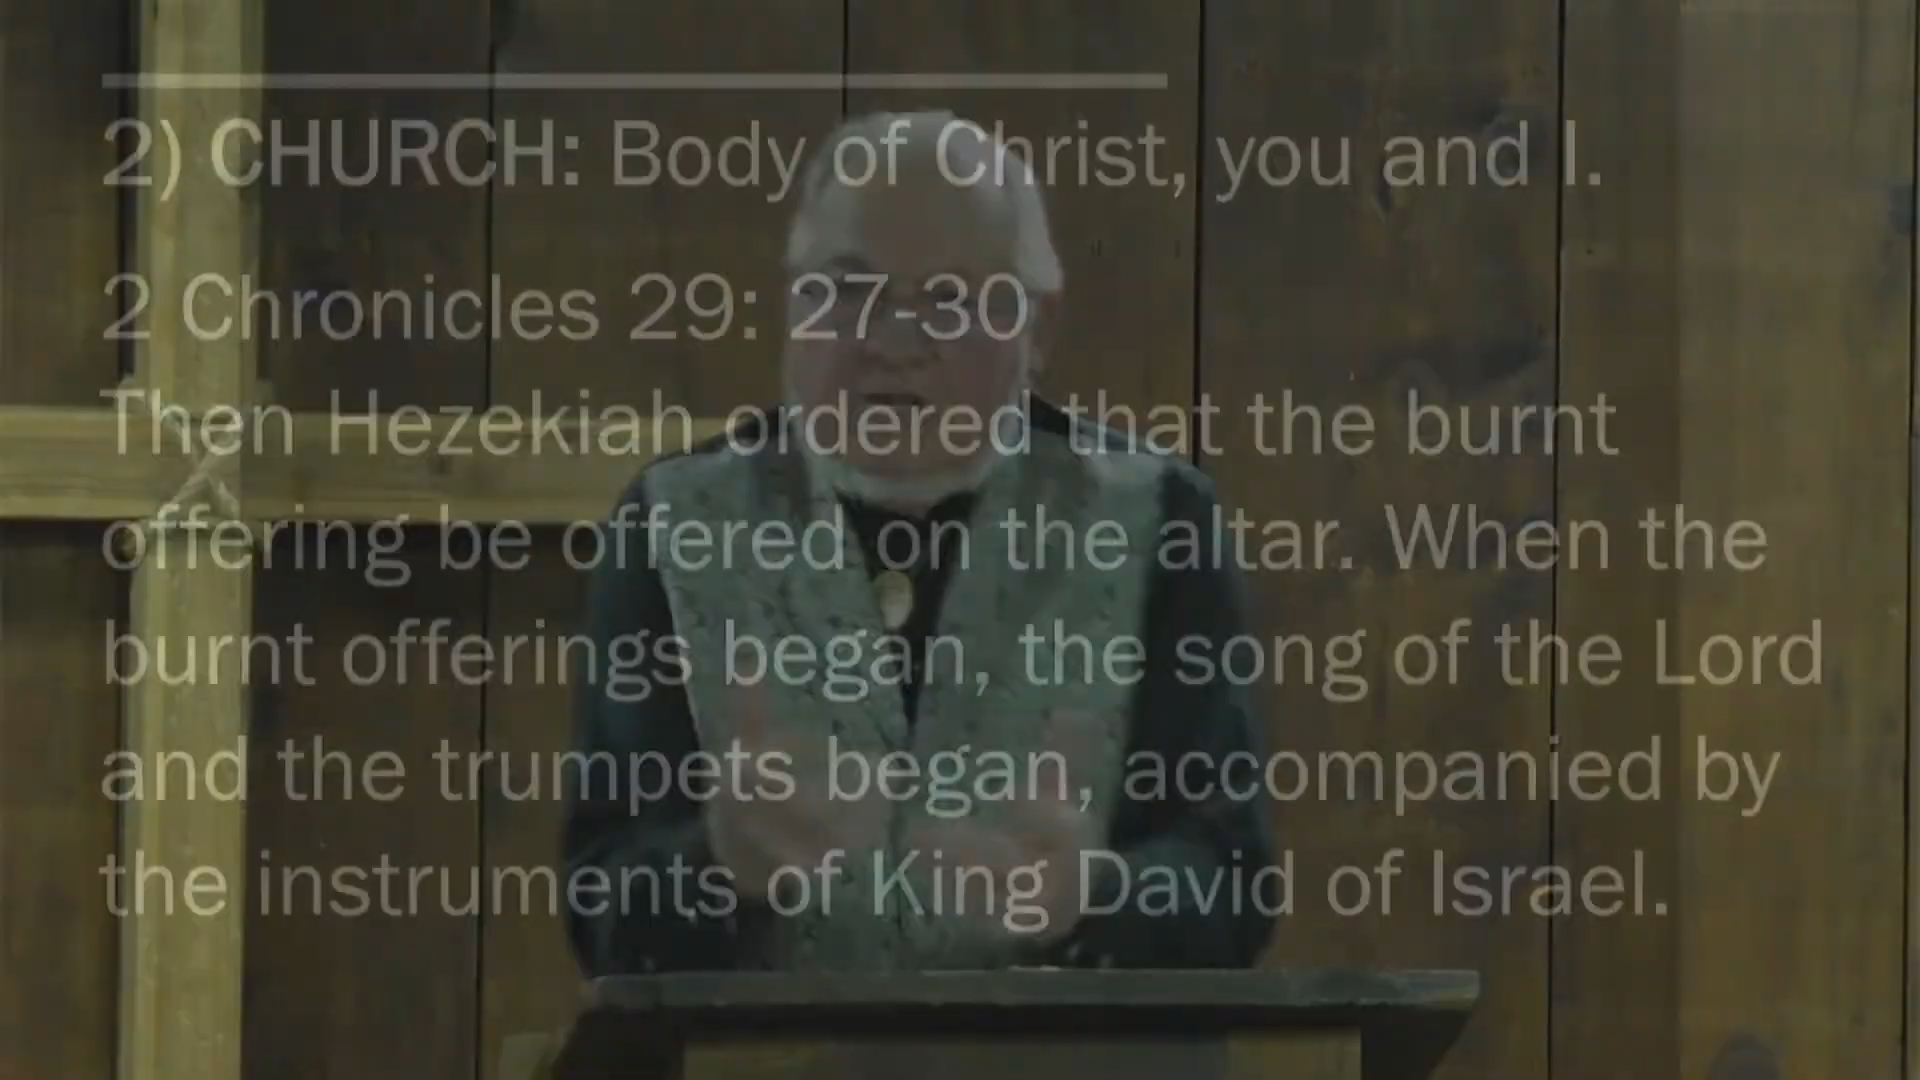 2) CHURCH: Body of Christ, you and I.
2 Chronicles 29: 27-30
Then Hezekiah ordered that the burnt
offering be offered on the altar. When the
burnt offerings began, the song of the Lord
and the trumpets began, accompanied by
the instruments of King David of Israel.